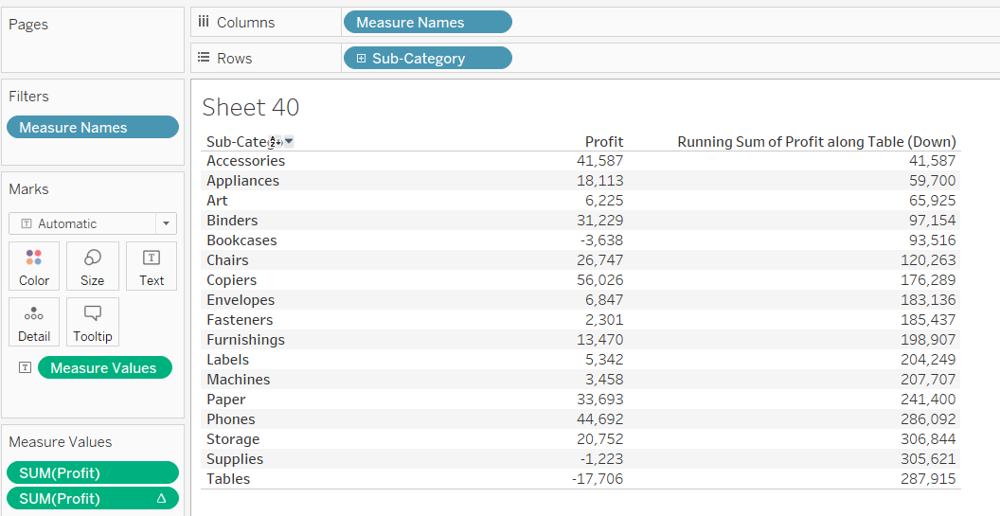 Pages
Columns Measure Names
Rows Sub-Category
Filters
Measure Names
Marks
Automatic
Color Size Text
Detail Tooltip
Measure Values
Measure Values
SUM(Profit)
SUM(Profit) Δ
Sheet 40
Profit Running Sum of Profit along Table (Down)
Accessories 41,587 41,587
Appliances 18,113 59,700
Art 6,225 65,925
Binders 31,229 97,154
Bookcases -3,638 93,516
Chairs 26,747 120,263
Copiers 56,026 176,289
Envelopes 6,847 183,136
Fasteners 2,301 185,437
Furnishings 13,470 198,907
Labels 5,342 204,249
Machines 3,458 207,707
Paper 33,693 241,400
Phones 44,692 286,092
Storage 20,752 306,844
Supplies -1,223 305,621
Tables -17,706 287,915